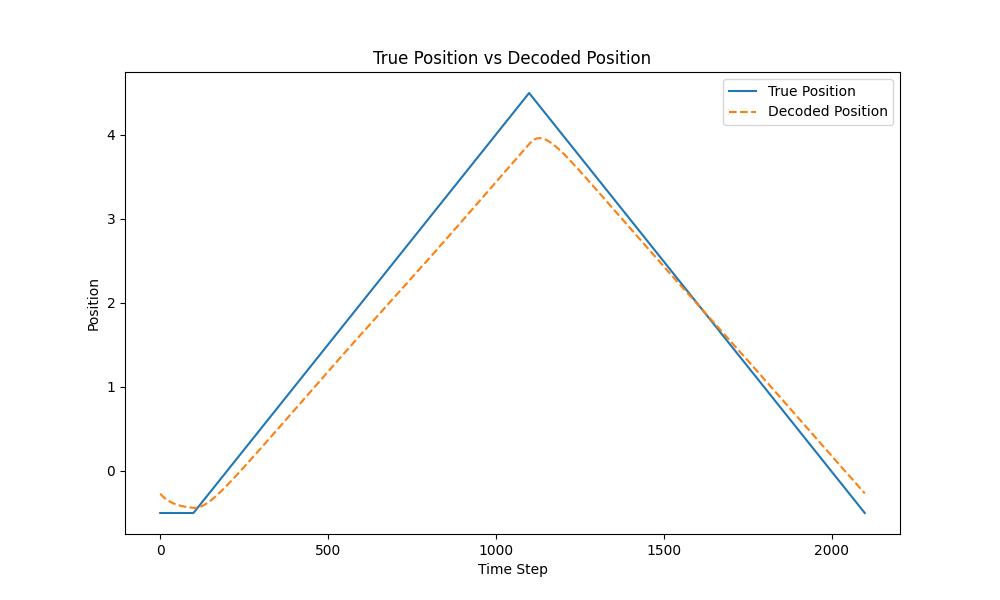 True Position vs Decoded Position
True Position
Decoded Position
Position
4
3
2
1
0
0 500 1000 1500 2000
Time Step